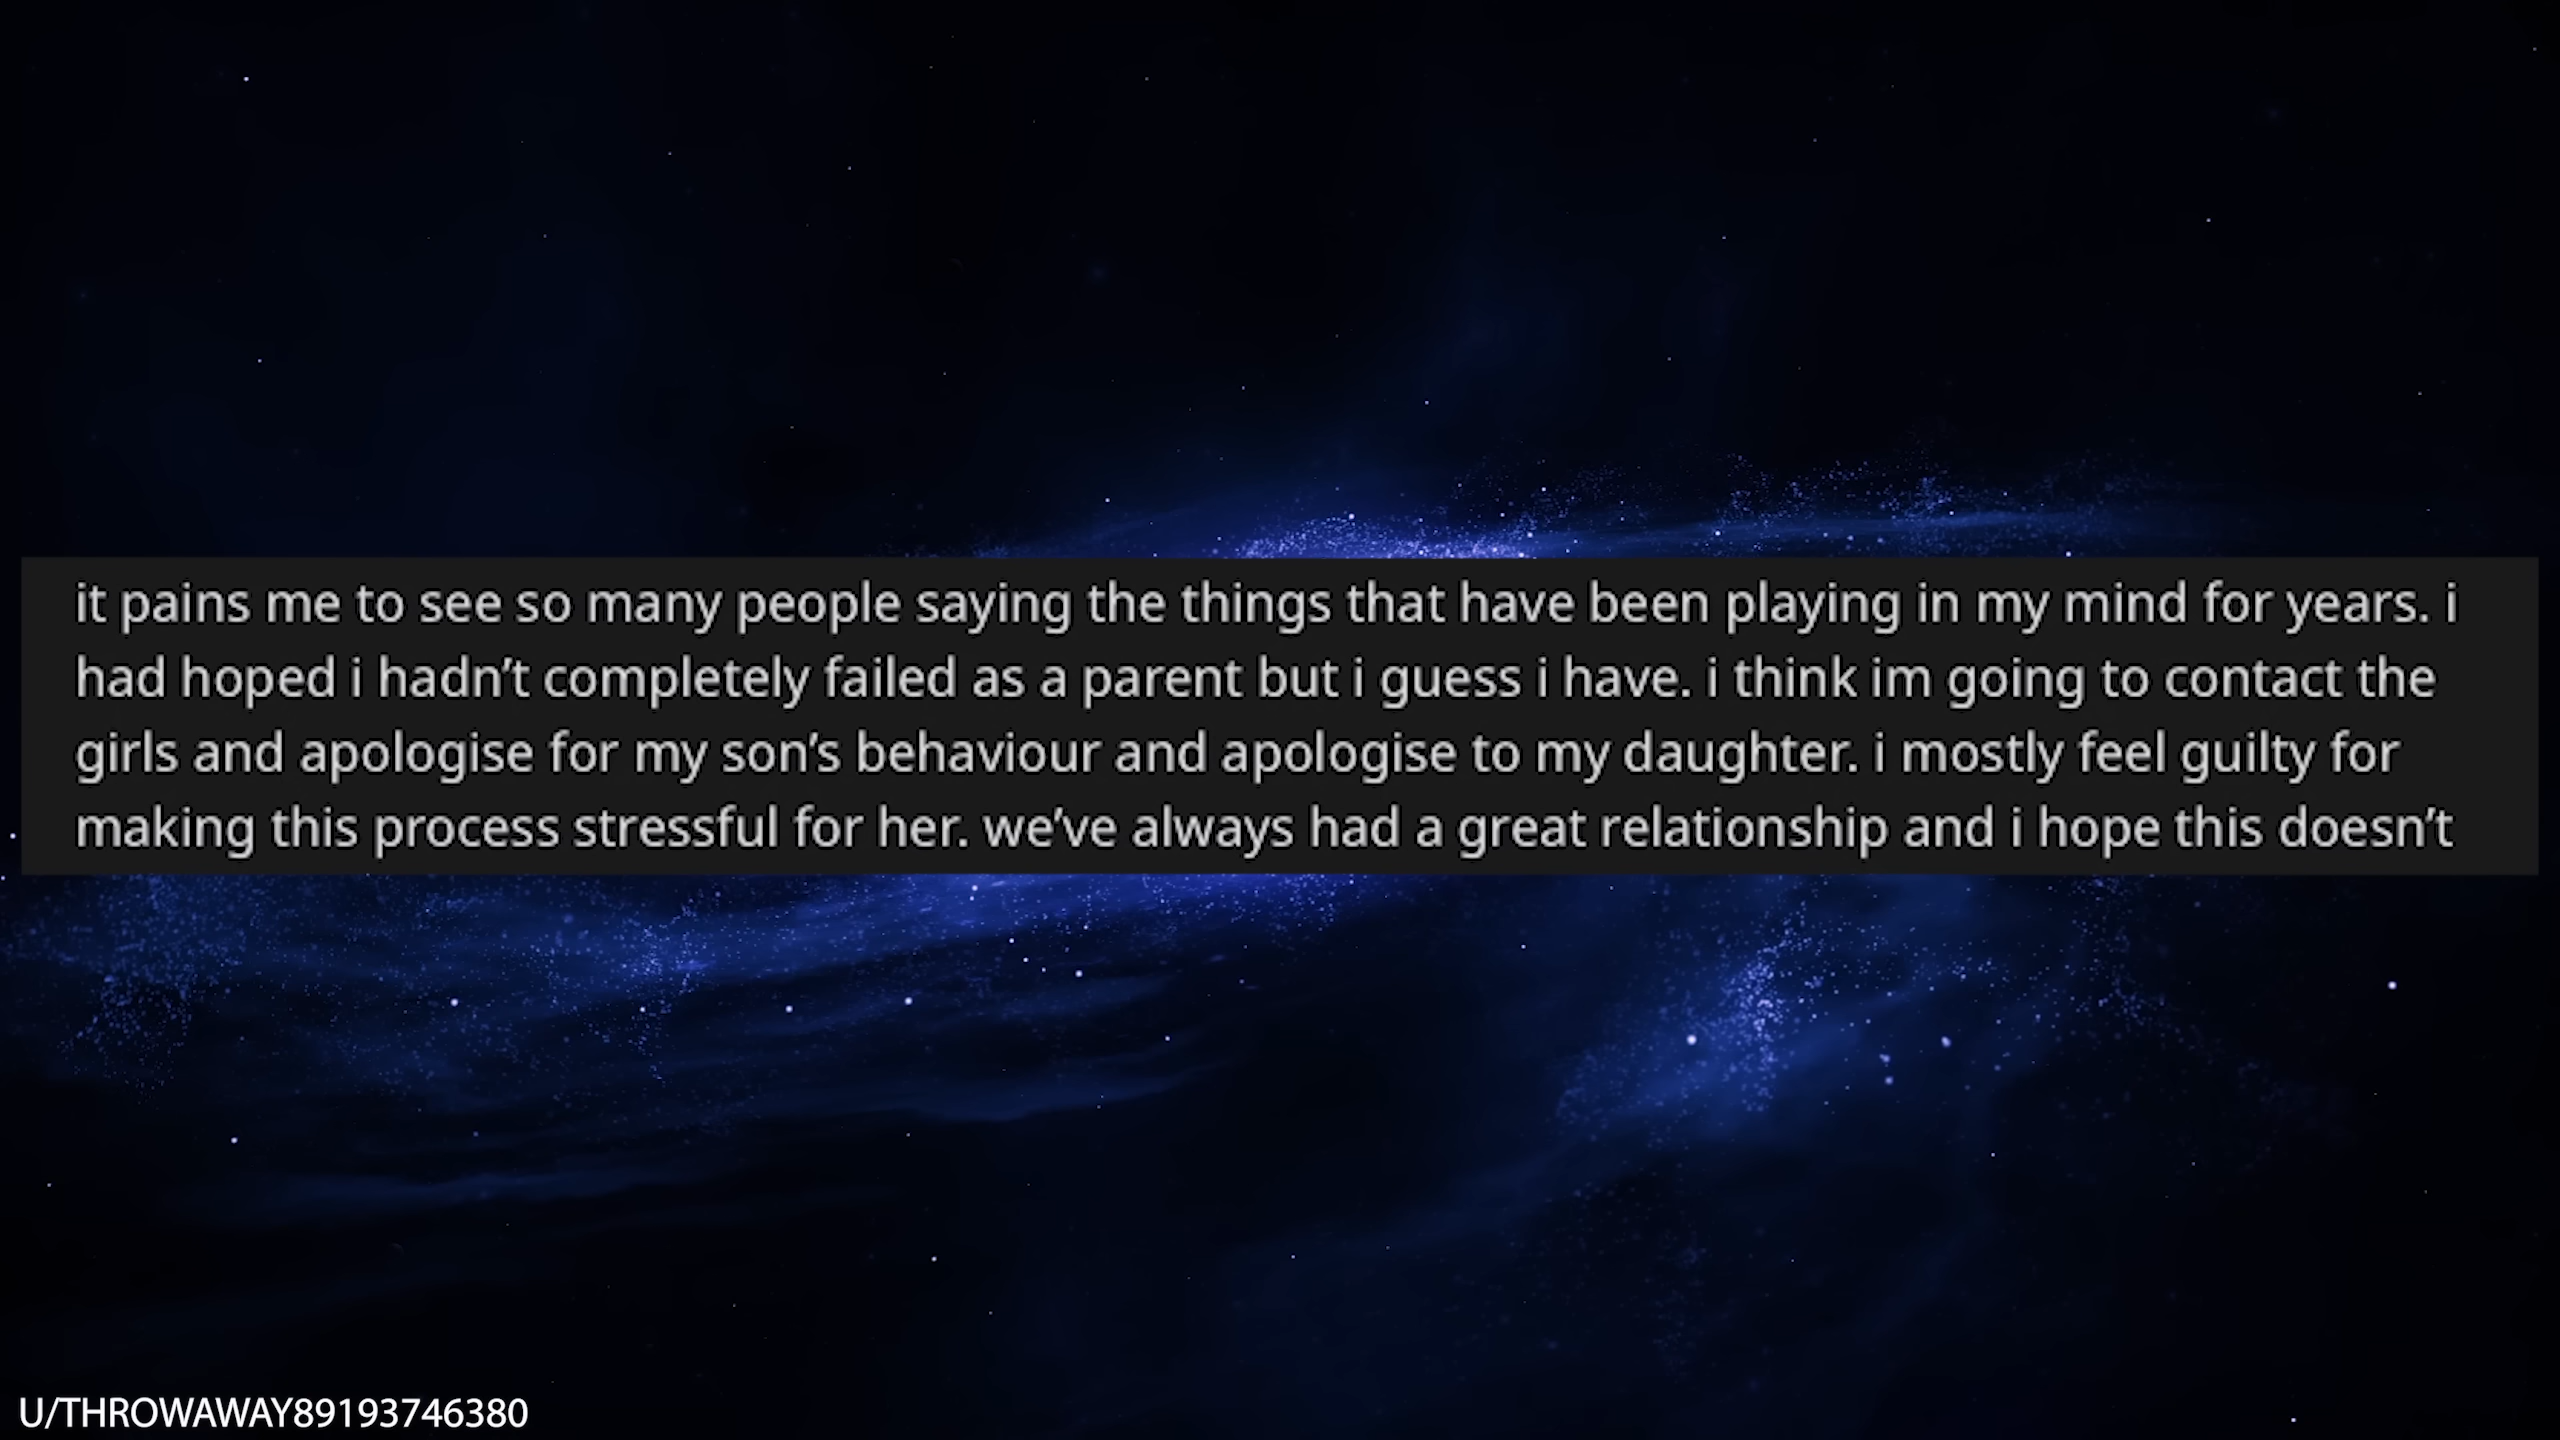 it pains me to see so many people saying the things that have been playing in my mind for years. i
had hoped i hadn’t completely failed as a parent but i guess i have. i think im going to contact the
girls and apologise for my son’s behaviour and apologise to my daughter. i mostly feel guilty for
making this process stressful for her. we’ve always had a great relationship and i hope this doesn’t
U/THROWAWAY89193746380